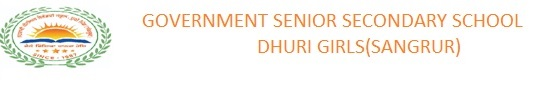 GOVERNMENT SENIOR SECONDARY SCHOOL
DHURI GIRLS(SANGRUR)